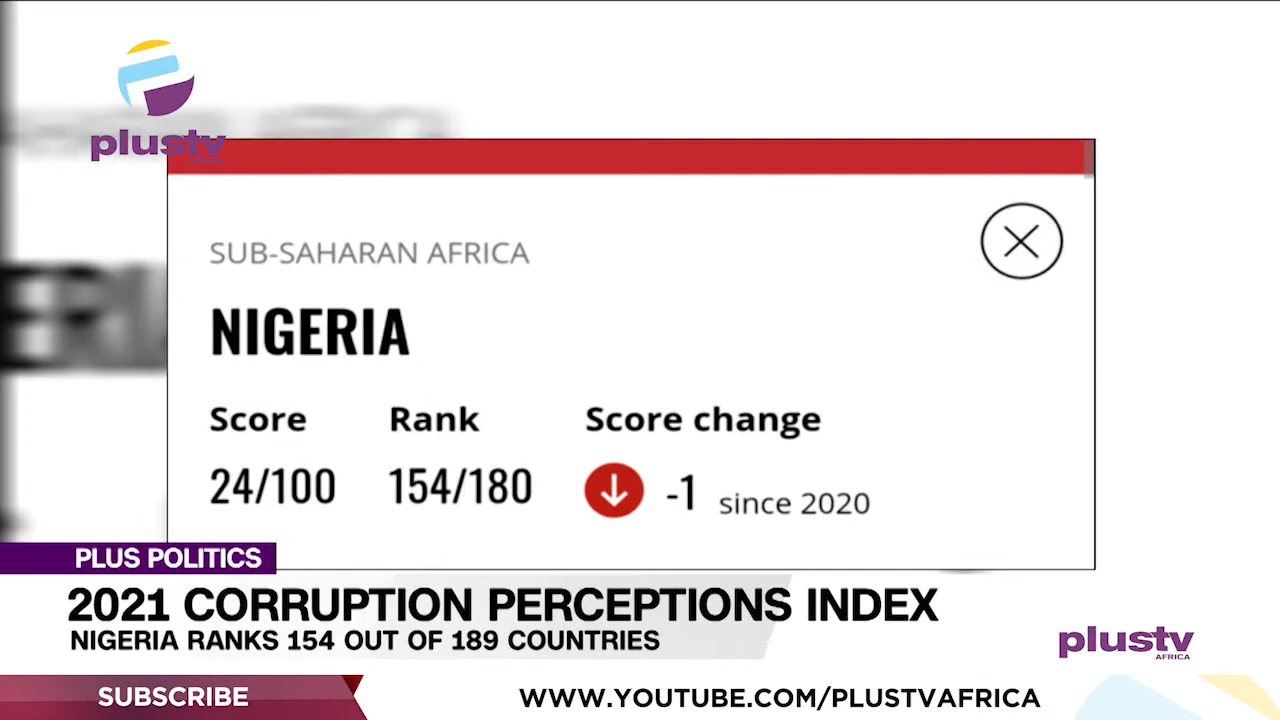 plustv
SUB-SAHARAN AFRICA
NIGERIA
Score Rank Score change
24/100 154/180 -1 since 2020
PLUS POLITICS
2021 CORRUPTION PERCEPTIONS INDEX
NIGERIA RANKS 154 OUT OF 189 COUNTRIES
plustv
AFRICA
SUBSCRIBE
WWW.YOUTUBE.COM/PLUSTVAFRICA